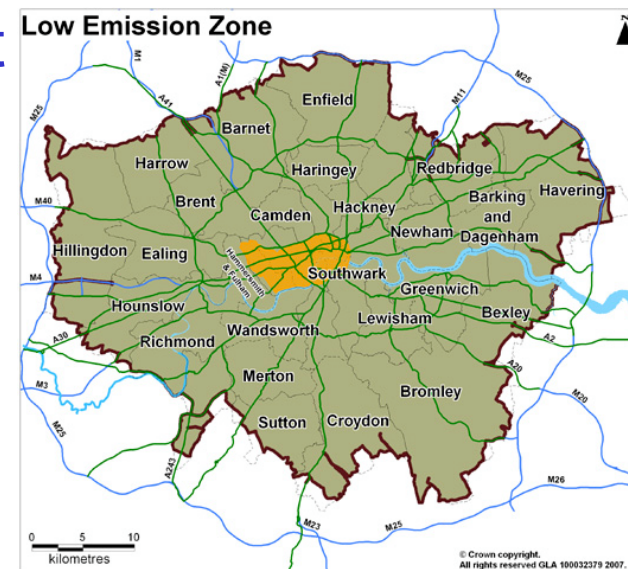 Low Emission Zone
N
M25
M1
A1(M)
A41
M25
M11
Enfield
Barnet
Harrow
Haringey
Redbridge
Havering
Barking
and
Dagenham
M40
Brent
Camden
Hackney
Newham
Hillingdon
Ealing
Hammersmith
& Fulham
Southwark
M4
Greenwich
Hounslow
Lewisham
Bexley
Wandsworth
Richmond
A30
A2
A20
Merton
Bromley
M3
M20
M25
Sutton
Croydon
A243
M26
M23
M25
0 5 10
kilometres
© Crown copyright.
All rights reserved GLA 100032379 2007.